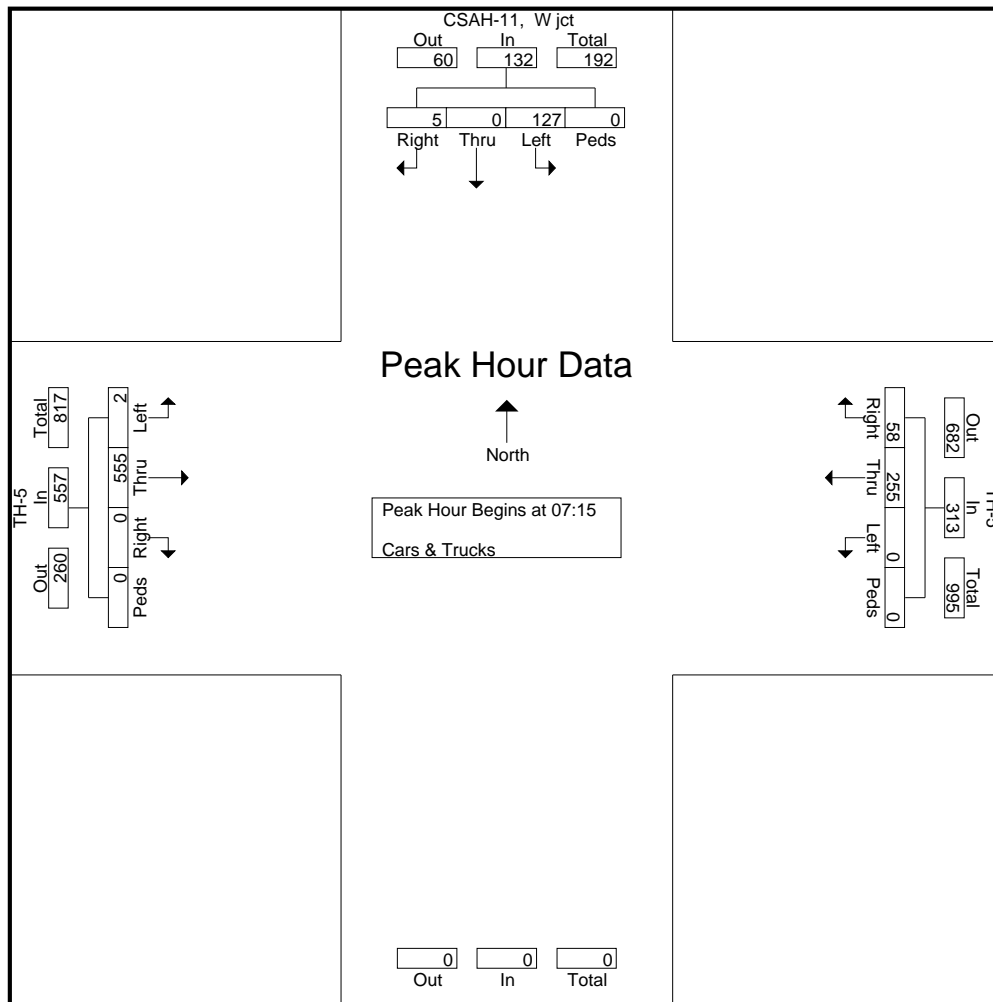 CSAH-11, W jct
Out In Total
60 132 192
5 0 127 0
Right Thru Left Peds
Peak Hour Data
North
Peak Hour Begins at 07:15
Cars & Trucks
TH-5
Total In Out
817 557 260
2 555 0 0
Left Thru Right Peds
TH-5
Out In Total
682 313 995
58 255 0 0
Right Thru Left Peds
0 0 0
Out In Total